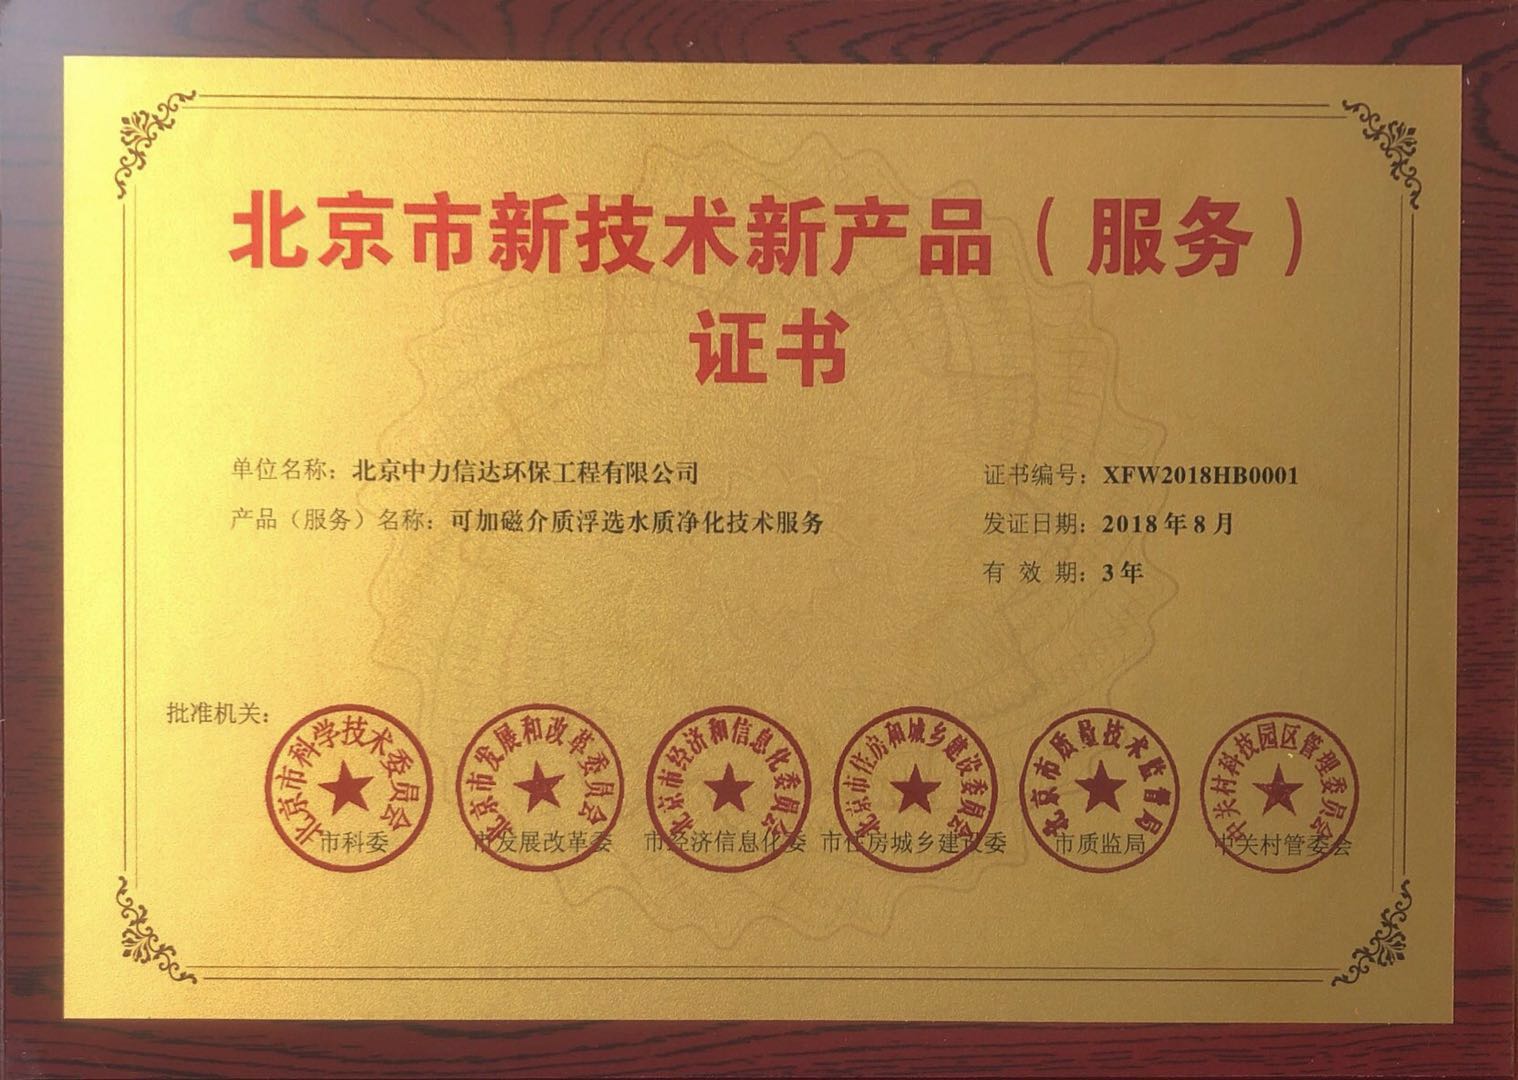 北京市新技术新产品（服务）
证书
单位名称：北京中力信达环保工程有限公司
证书编号：XFW2018HB0001
产品（服务）名称：可加磁介质浮选水质净化技术服务
发证日期：2018年8月
有 效 期：3年
批准机关：
北京市科学技术委员会
北京市发展和改革委员会
北京市经济和信息化委员会
北京市住房和城乡建设委员会
北京市质量技术监督局
中关村科技园区管理委员会
市科委
市发展改革委
市经济信息化委
市住房城乡建设委
市质监局
中关村管委会